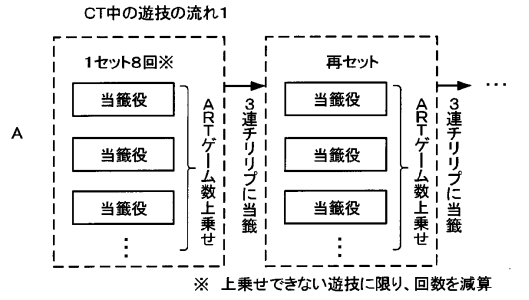 CT中の遊技の流れ1
A
1セット8回※
当籤役
当籤役
当籤役
⋮
ARTゲーム数上乗せ
3連チリリプに当籤
再セット
当籤役
当籤役
当籤役
⋮
ARTゲーム数上乗せ
3連チリリプに当籤
…
※ 上乗せできない遊技に限り、回数を減算